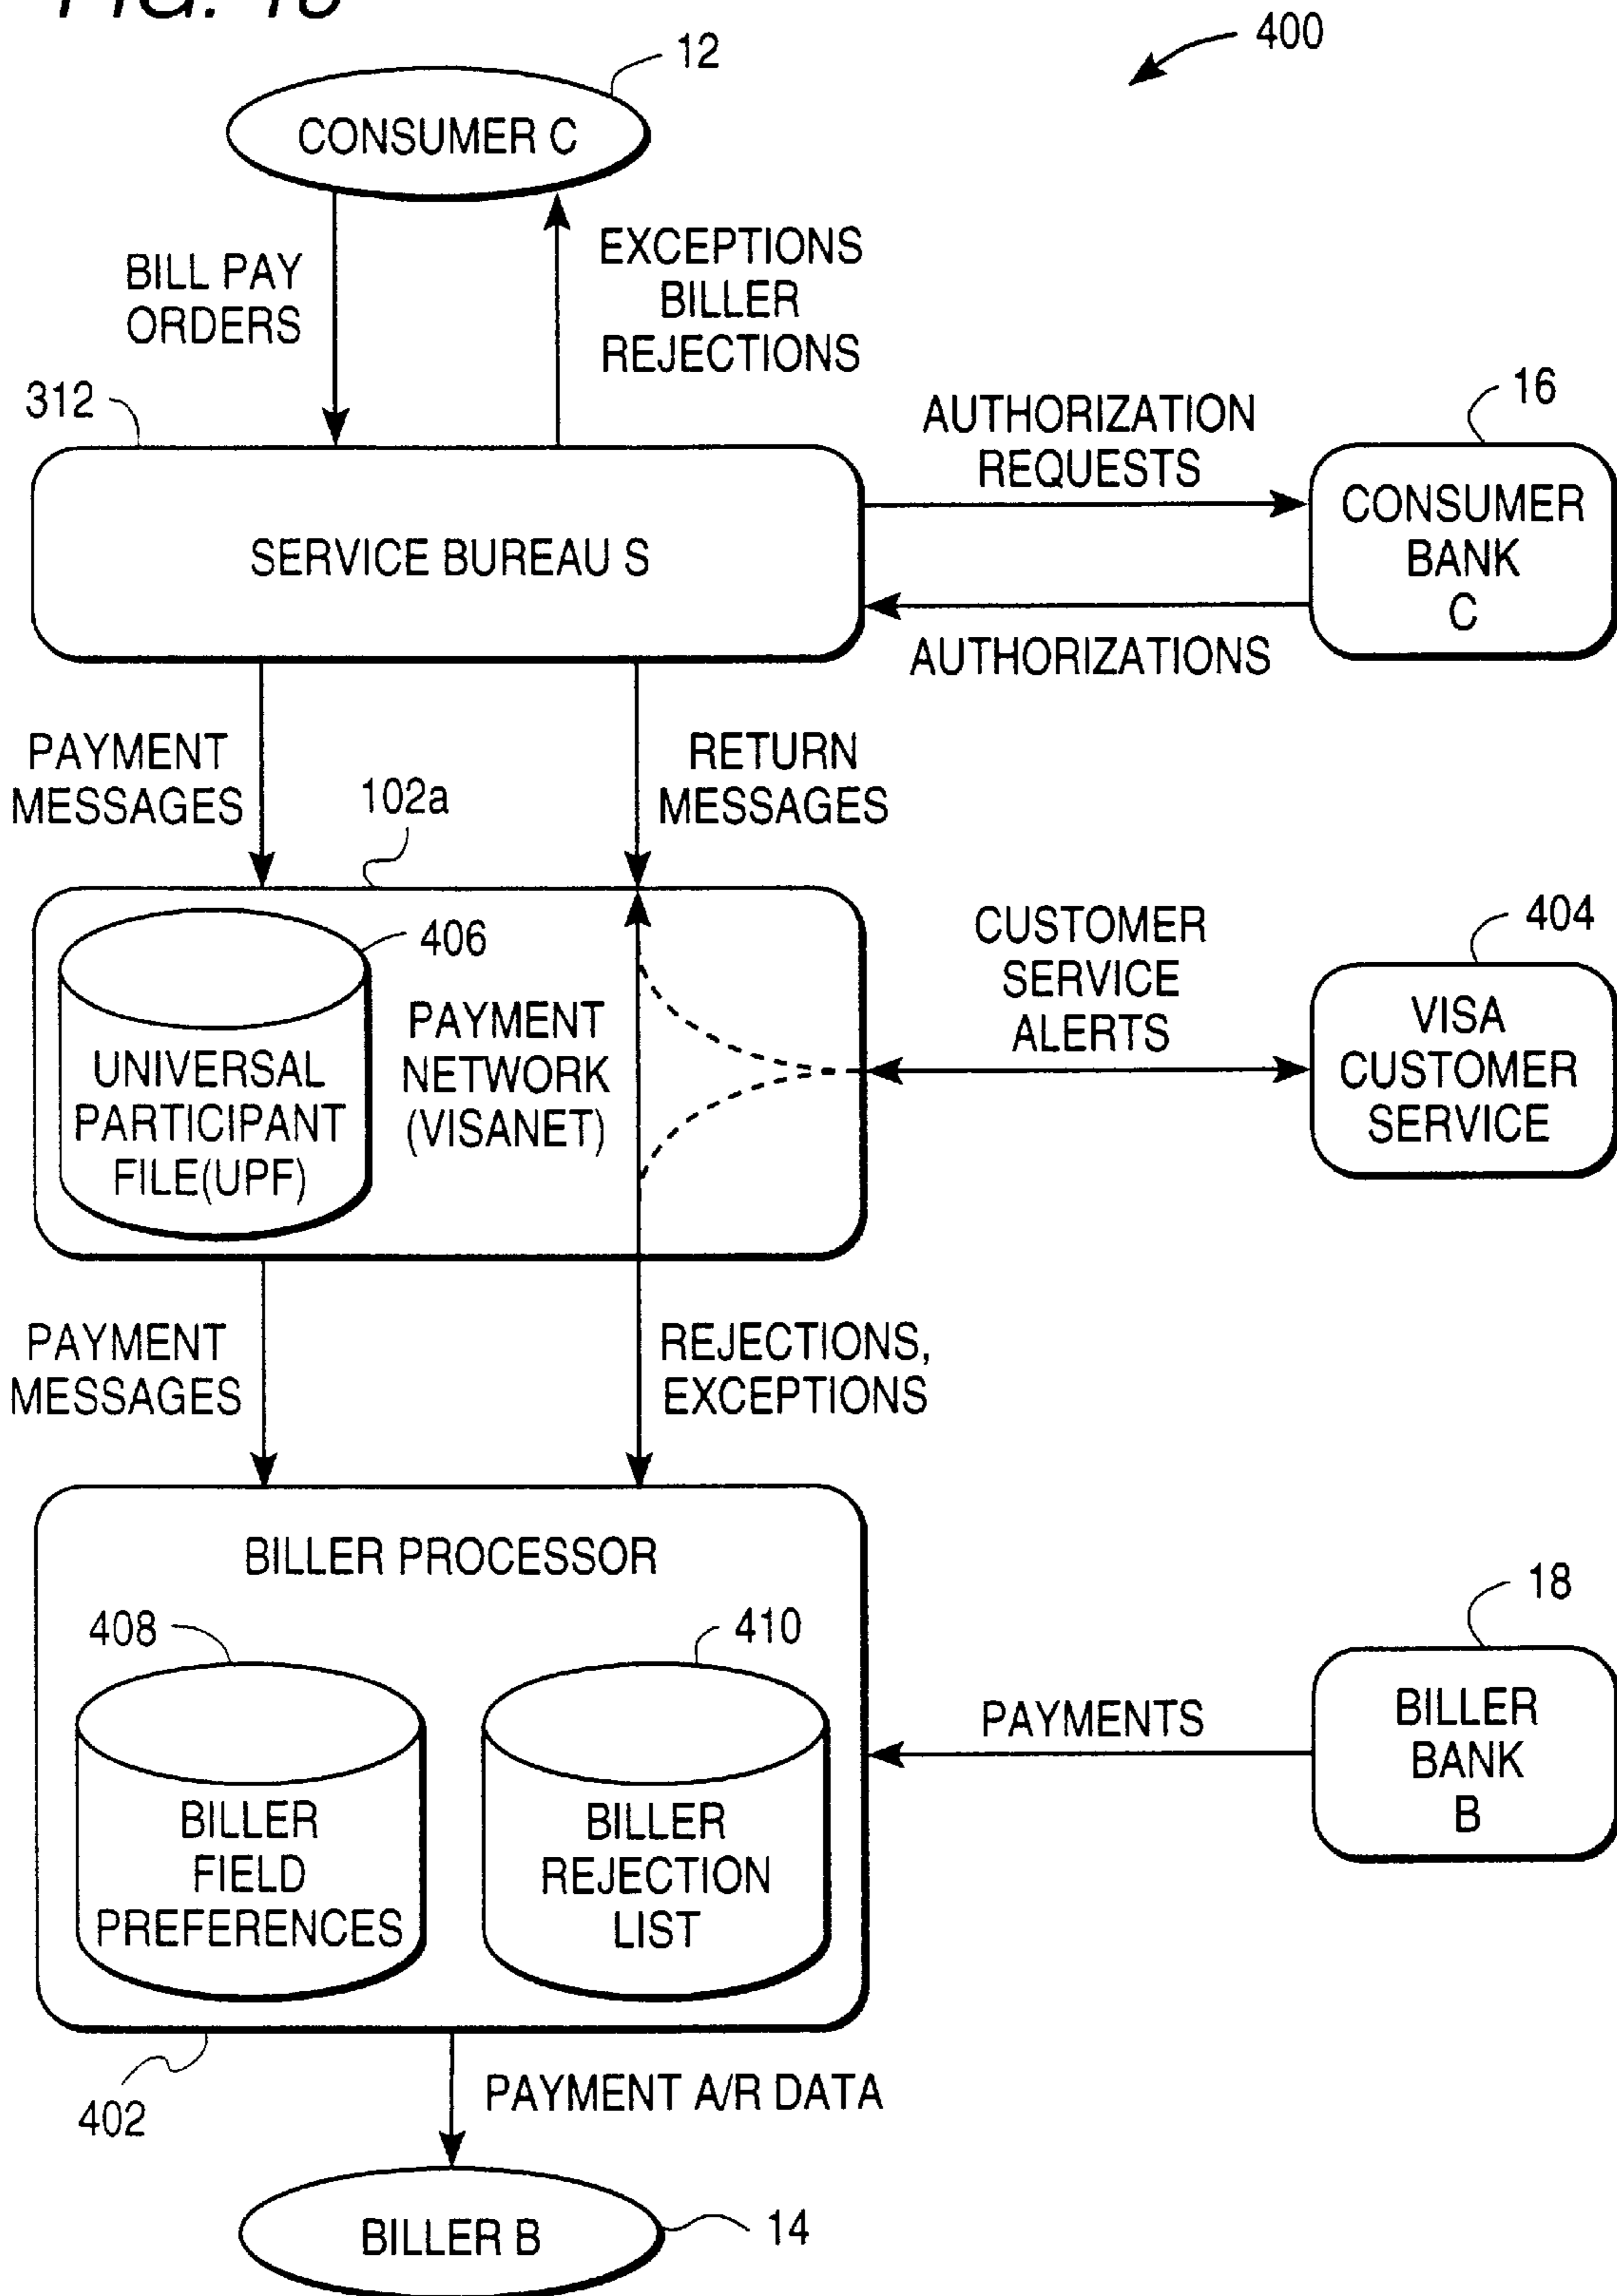 400
12
CONSUMER C
BILL PAY
ORDERS
EXCEPTIONS
BILLER
REJECTIONS
312
SERVICE BUREAU S
AUTHORIZATION
REQUESTS
AUTHORIZATIONS
16
CONSUMER
BANK
C
PAYMENT
MESSAGES
102a
RETURN
MESSAGES
406
UNIVERSAL
PARTICIPANT
FILE(UPF)
PAYMENT
NETWORK
(VISANET)
CUSTOMER
SERVICE
ALERTS
404
VISA
CUSTOMER
SERVICE
PAYMENT
MESSAGES
REJECTIONS,
EXCEPTIONS
BILLER PROCESSOR
408
BILLER
FIELD
PREFERENCES
410
BILLER
REJECTION
LIST
PAYMENTS
18
BILLER
BANK
B
402
PAYMENT A/R DATA
BILLER B
14